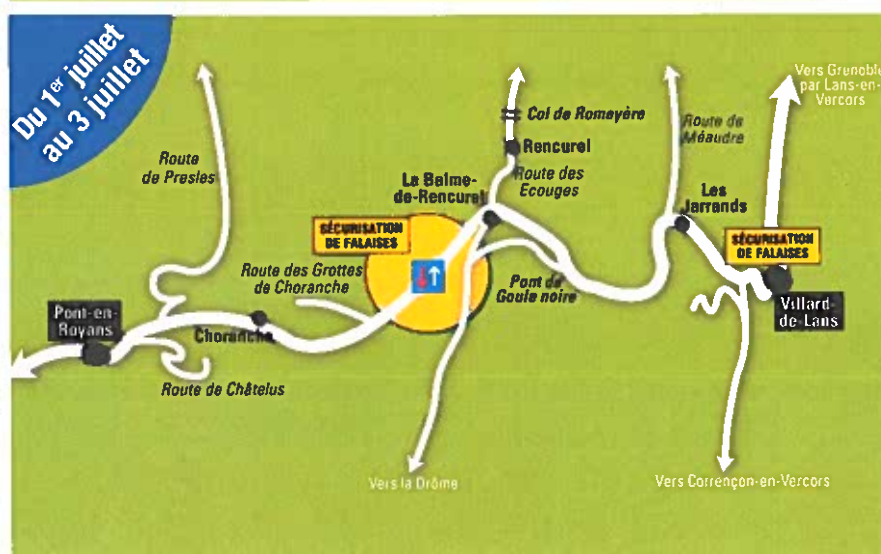 Du 1er juillet
au 3 juillet
Vers Grenoble
par Lans-en-
Vercors
Col de Romeyère
Rencurel
Route de
Méaudre
Route
de Presles
La Balme-
de-Rencurel
Route des
Ecouges
Les
Jarrands
SÉCURISATION
DE FALAISES
SÉCURISATION
DE FALAISES
Route des Grottes
de Choranche
Pont de
Goule noire
Pont-en-
Royans
Choranche
Villard-
de-Lans
Route de Châtelus
Vers la Drôme
Vers Corrençon-en-Vercors